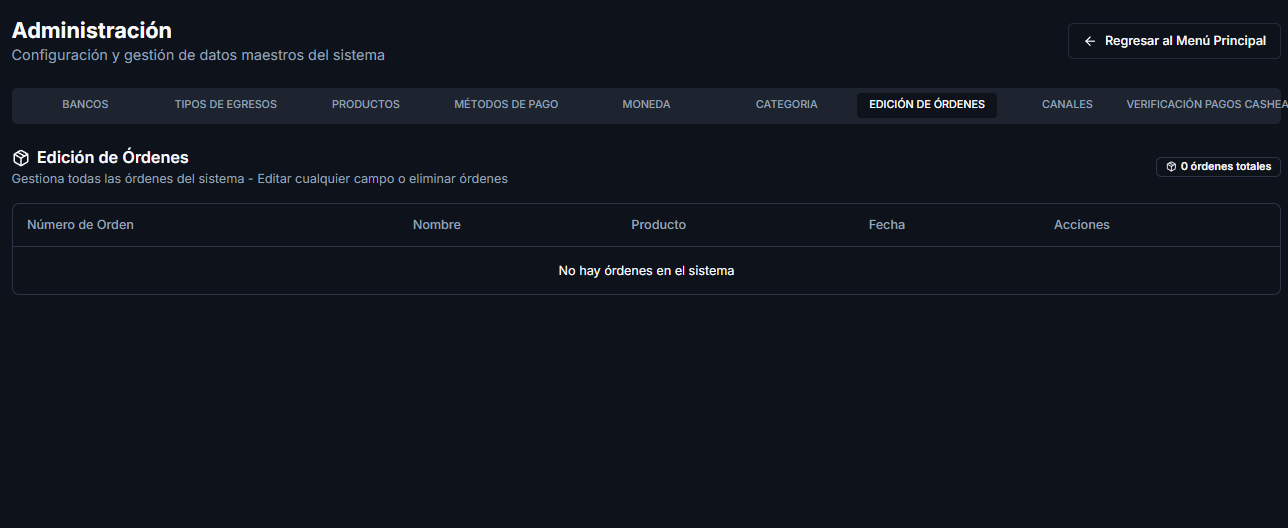 Administración
Configuración y gestión de datos maestros del sistema
Regresar al Menú Principal
BANCOS
TIPOS DE EGRESOS
PRODUCTOS
MÉTODOS DE PAGO
MONEDA
CATEGORIA
EDICIÓN DE ÓRDENES
CANALES
VERIFICACIÓN PAGOS CASHEA
Edición de Órdenes
Gestiona todas las órdenes del sistema - Editar cualquier campo o eliminar órdenes
0 órdenes totales
Número de Orden
Nombre
Producto
Fecha
Acciones
No hay órdenes en el sistema